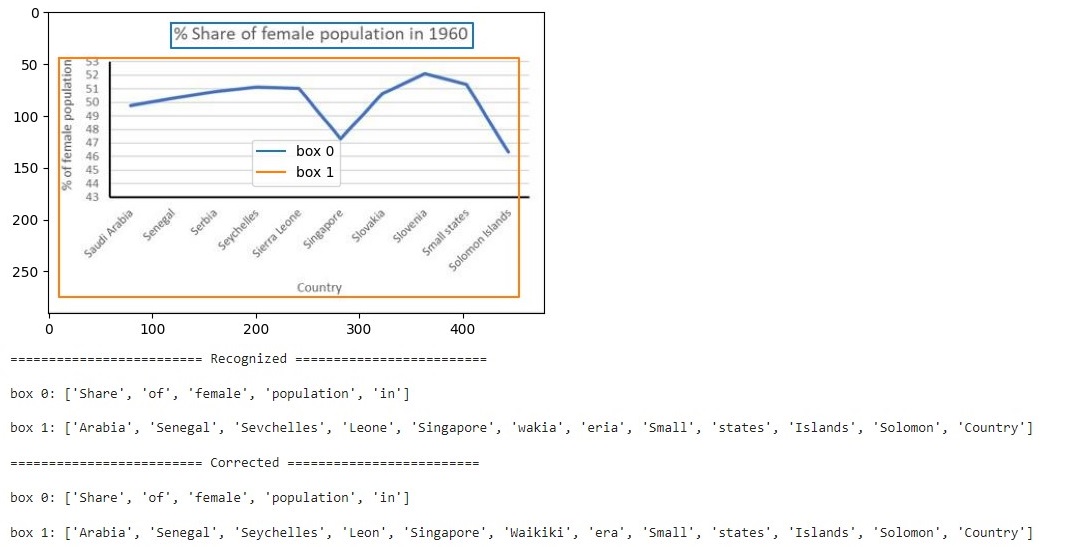 0
% Share of female population in 1960
50
100
150
200
250
% of female population
53
52
51
50
49
48
47
46
45
44
43
box 0
box 1
Saudi Arabia
Senegal
Serbia
Seychelles
Sierra Leone
Singapore
Slovakia
Slovenia
Small states
Solomon Islands
Country
0 100 200 300 400
========================= Recognized =========================
box 0: ['Share', 'of', 'female', 'population', 'in']
box 1: ['Arabia', 'Senegal', 'Sevchelles', 'Leone', 'Singapore', 'wakia', 'eria', 'Small', 'states', 'Islands', 'Solomon', 'Country']
========================= Corrected =========================
box 0: ['Share', 'of', 'female', 'population', 'in']
box 1: ['Arabia', 'Senegal', 'Seychelles', 'Leon', 'Singapore', 'Waikiki', 'era', 'Small', 'states', 'Islands', 'Solomon', 'Country']